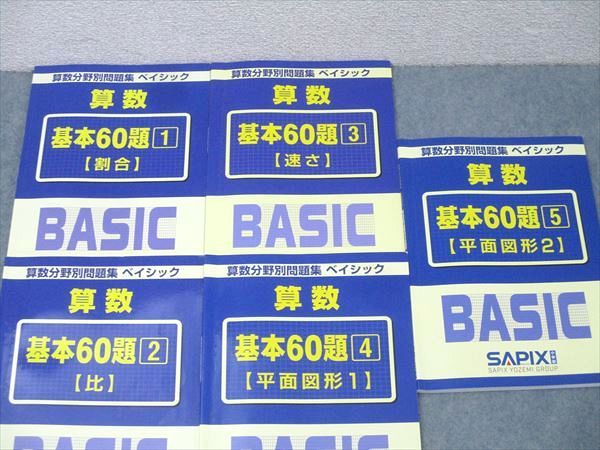 算数分野別問題集 ベイシック
算数
基本60題 1
【割合】
BASIC
算数分野別問題集 ベイシック
算数
基本60題 3
【速さ】
BASIC
算数分野別問題集 ベイシック
算数
基本60題 5
【平面図形2】
BASIC
SAPIX
SAPIX YOZEMI GROUP
算数分野別問題集 ベイシック
算数
基本60題 2
【比】
BASIC
算数分野別問題集 ベイシック
算数
基本60題 4
【平面図形1】
BASIC